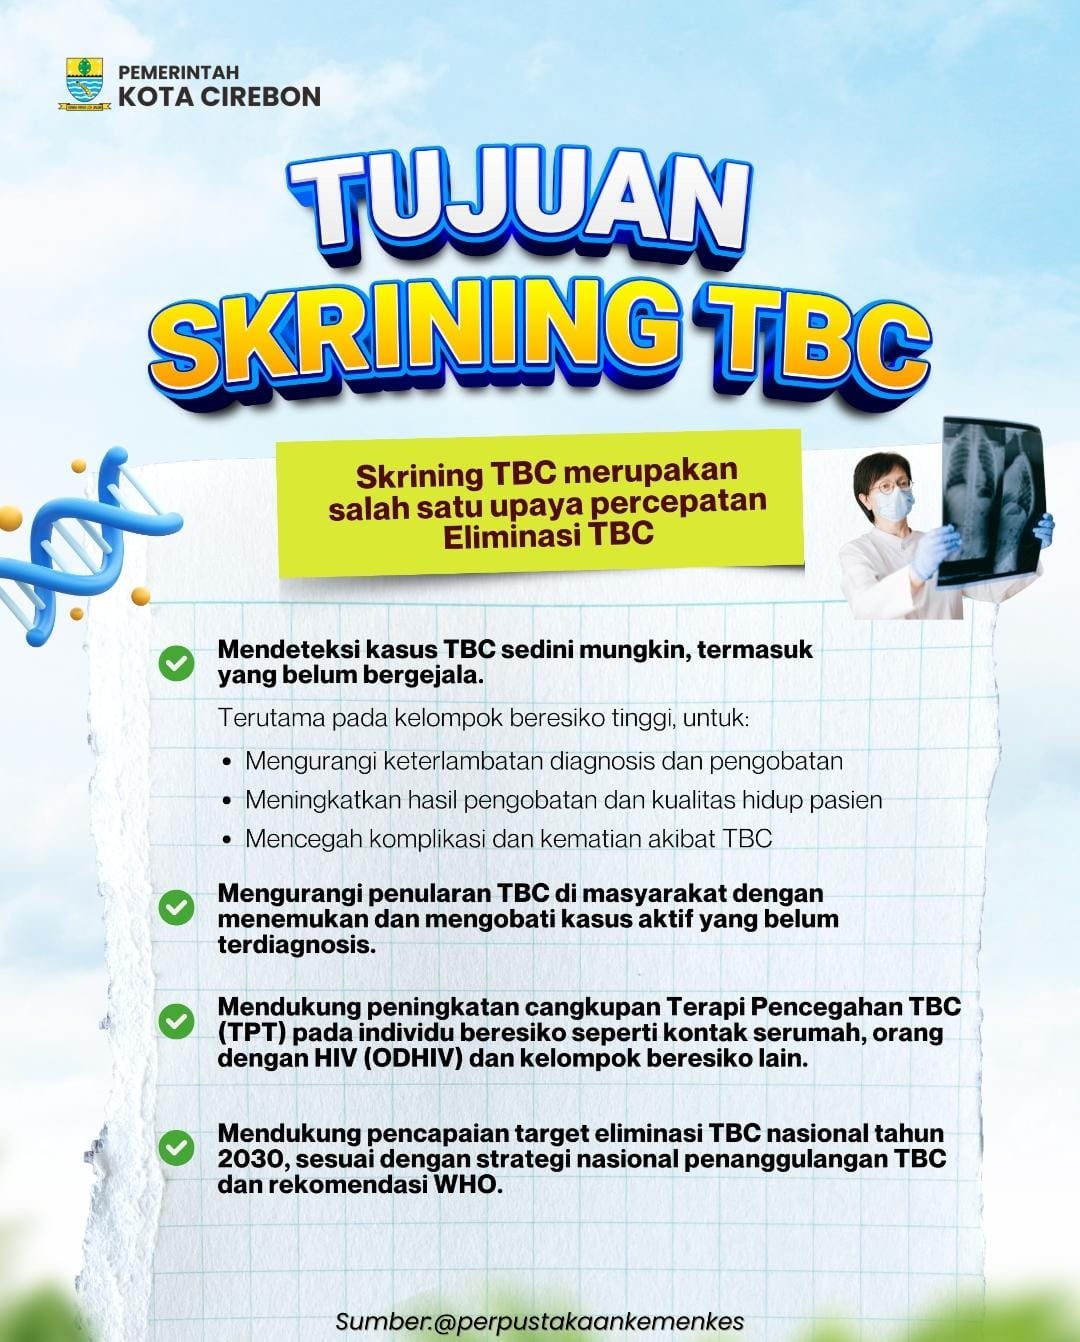 PEMERINTAH
KOTA CIREBON
TUJUAN
SKRINING TBC
Skrining TBC merupakan
salah satu upaya percepatan
Eliminasi TBC
Mendeteksi kasus TBC sedini mungkin, termasuk
yang belum bergejala.
Terutama pada kelompok beresiko tinggi, untuk:
• Mengurangi keterlambatan diagnosis dan pengobatan
• Meningkatkan hasil pengobatan dan kualitas hidup pasien
• Mencegah komplikasi dan kematian akibat TBC
Mengurangi penularan TBC di masyarakat dengan
menemukan dan mengobati kasus aktif yang belum
terdiagnosis.
Mendukung peningkatan cangkupan Terapi Pencegahan TBC
(TPT) pada individu beresiko seperti kontak serumah, orang
dengan HIV (ODHIV) dan kelompok beresiko lain.
Mendukung pencapaian target eliminasi TBC nasional tahun
2030, sesuai dengan strategi nasional penanggulangan TBC
dan rekomendasi WHO.
Sumber:@perpustakaankemenkes